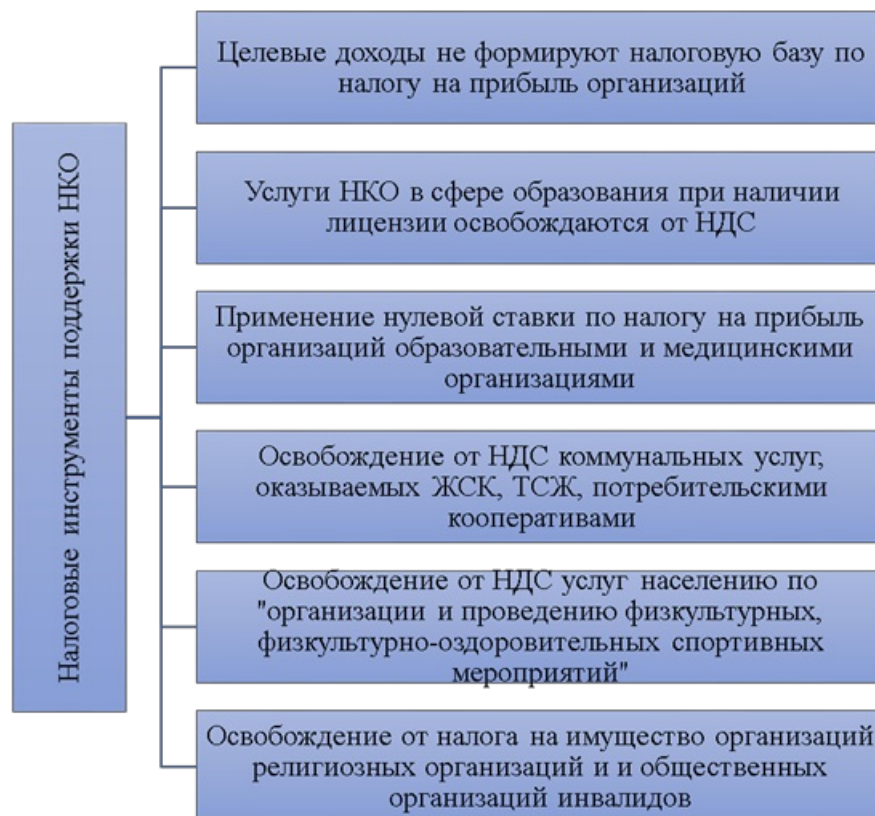 Налоговые инструменты поддержки НКО
Целевые доходы не формируют налоговую базу по
налогу на прибыль организаций
Услуги НКО в сфере образования при наличии
лицензии освобождаются от НДС
Применение нулевой ставки по налогу на прибыль
организаций образовательными и медицинскими
организациями
Освобождение от НДС коммунальных услуг,
оказываемых ЖСК, ТСЖ, потребительскими
кооперативами
Освобождение от НДС услуг населению по
"организации и проведению физкультурных,
физкультурно-оздоровительных спортивных
мероприятий"
Освобождение от налога на имущество организаций
религиозных организаций и и общественных
организаций инвалидов